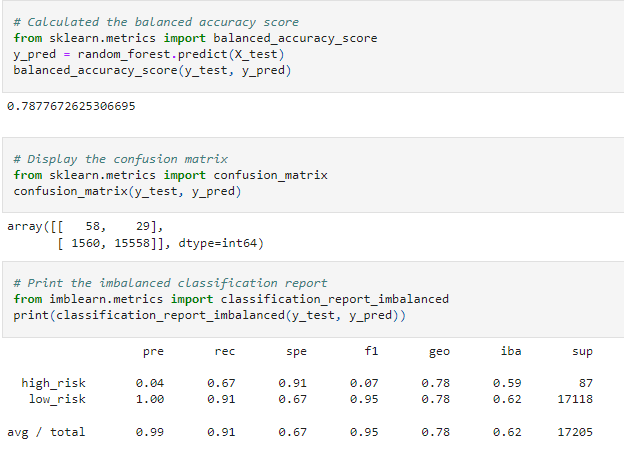 # Calculated the balanced accuracy score
from sklearn.metrics import balanced_accuracy_score
y_pred = random_forest.predict(X_test)
balanced_accuracy_score(y_test, y_pred)
0.7877672625306695
# Display the confusion matrix
from sklearn.metrics import confusion_matrix
confusion_matrix(y_test, y_pred)
array([[   58,    29],
       [ 1560, 15558]], dtype=int64)
# Print the imbalanced classification report
from imblearn.metrics import classification_report_imbalanced
print(classification_report_imbalanced(y_test, y_pred))
                   pre       rec       spe        f1       geo       iba       sup
  high_risk       0.04      0.67      0.91      0.07      0.78      0.59        87
   low_risk       1.00      0.91      0.67      0.95      0.78      0.62     17118
avg / total       0.99      0.91      0.67      0.95      0.78      0.62     17205